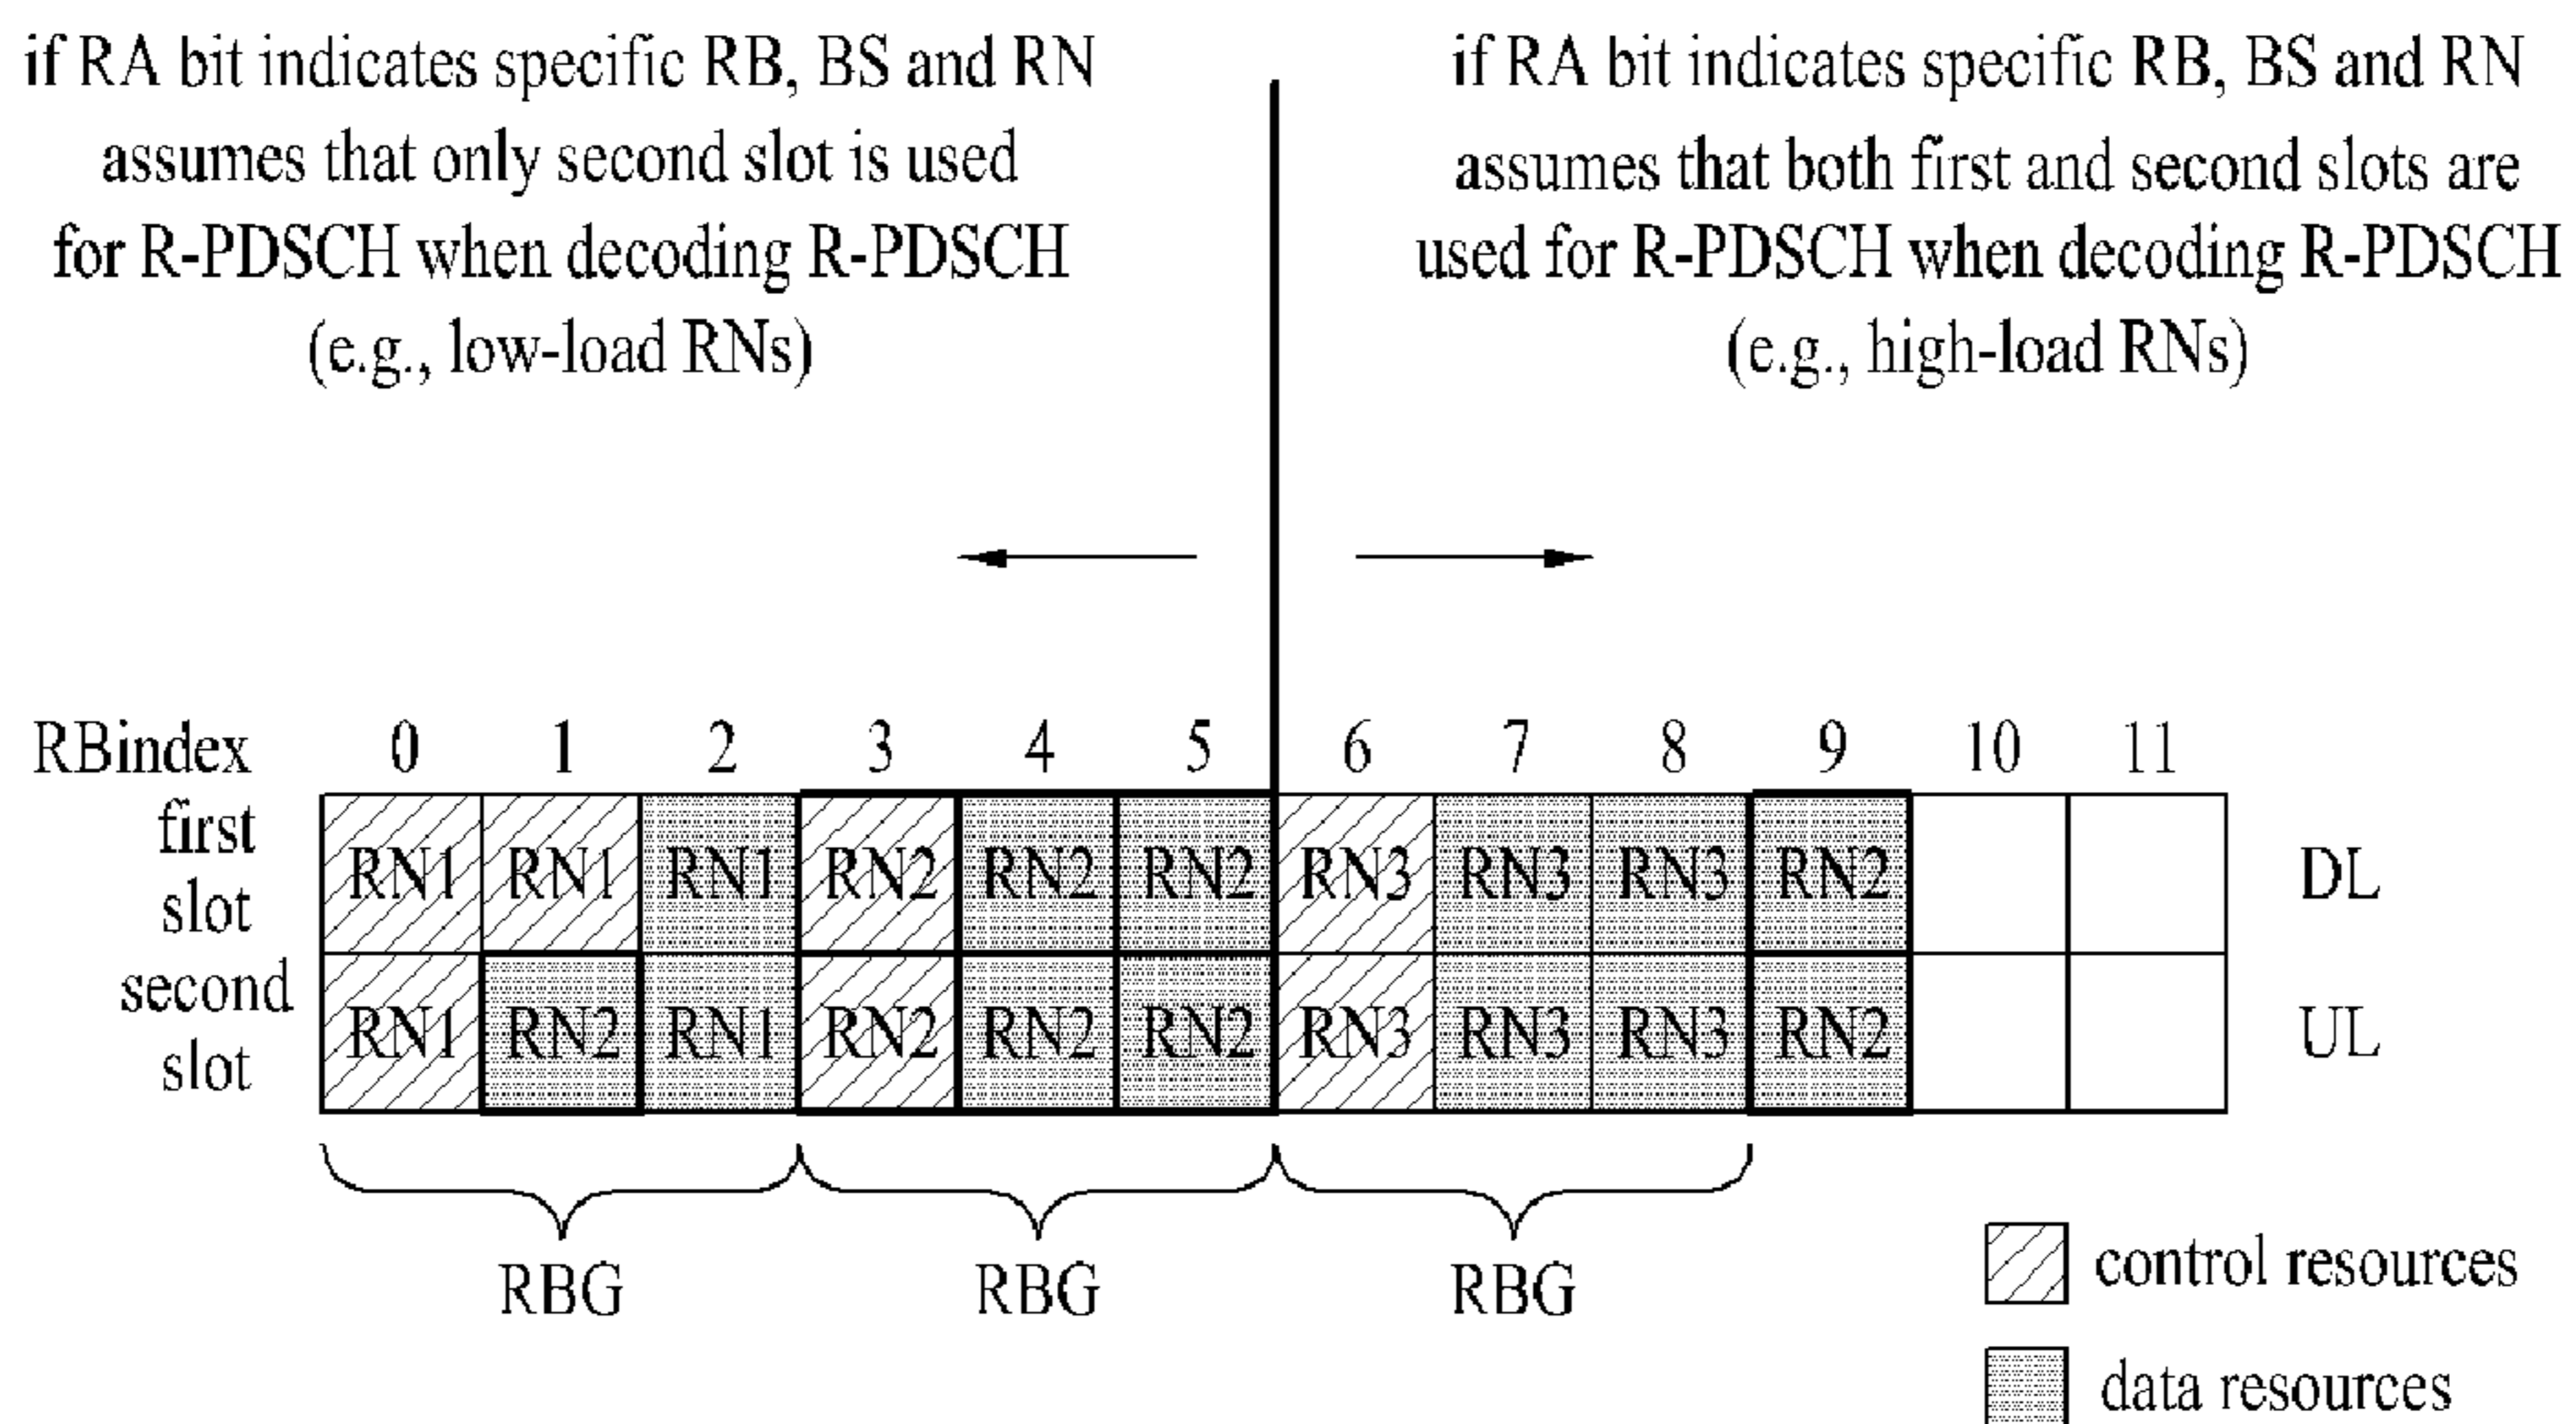 if RA bit indicates specific RB, BS and RN
assumes that only second slot is used
for R-PDSCH when decoding R-PDSCH
(e.g., low-load RNs)
if RA bit indicates specific RB, BS and RN
assumes that both first and second slots are
used for R-PDSCH when decoding R-PDSCH
(e.g., high-load RNs)
RBindex 0 1 2 3 4 5 6 7 8 9 10 11
first
slot
RN1 RN1 RN1 RN2 RN2 RN2 RN3 RN3 RN3 RN2
DL
second
slot
RN1 RN2 RN1 RN2 RN2 RN2 RN3 RN3 RN3 RN2
UL
RBG RBG RBG
control resources
data resources